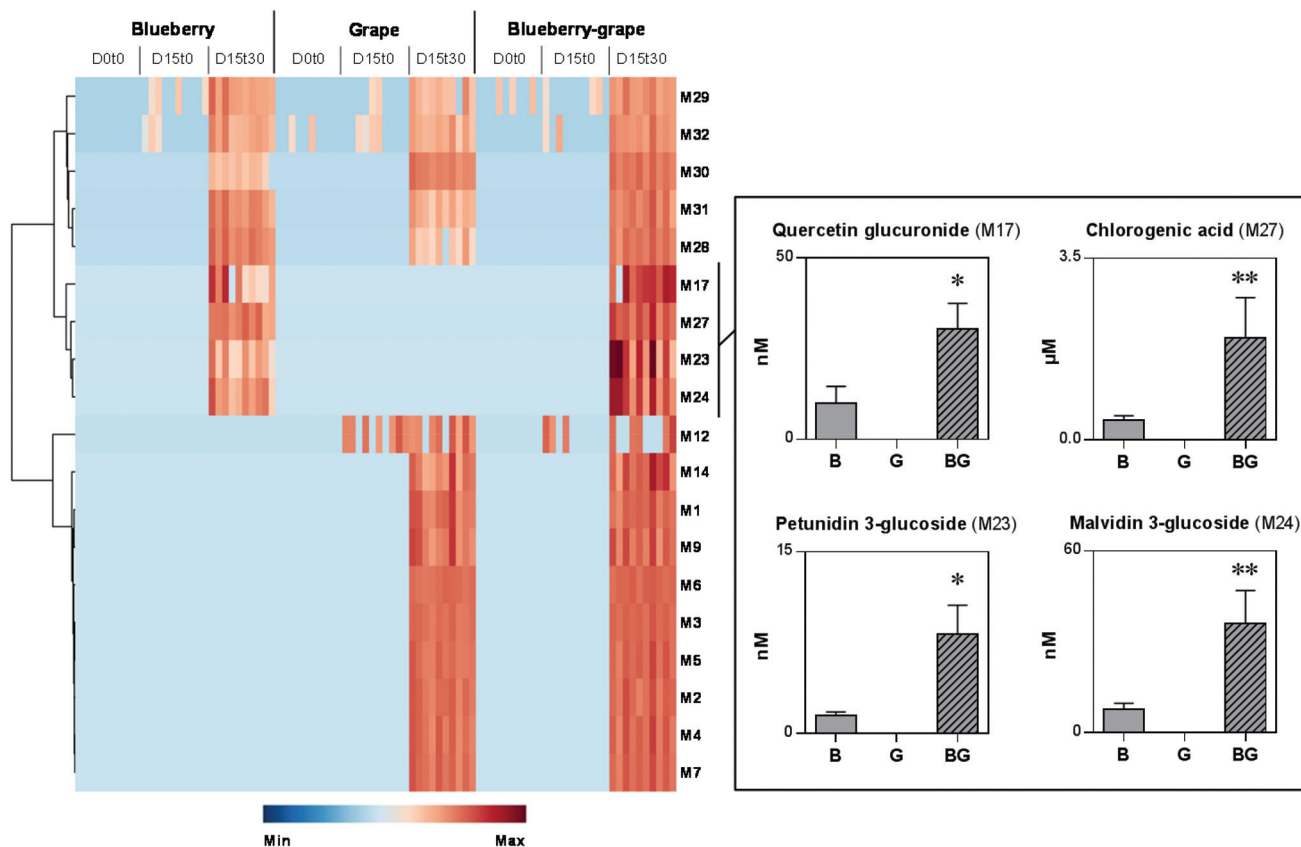 Blueberry Grape Blueberry-grape
D0t0 D15t0 D15t30 D0t0 D15t0 D15t30 D0t0 D15t0 D15t30
M29
M32
M30
M31
M28
M17
M27
M23
M24
M12
M14
M1
M9
M6
M3
M5
M2
M4
M7
Min Max
Quercetin glucuronide (M17)
50
*
nM
0
B G BG
Chlorogenic acid (M27)
3.5
**
µM
0.0
B G BG
Petunidin 3-glucoside (M23)
15
*
nM
0
B G BG
Malvidin 3-glucoside (M24)
60
**
nM
0
B G BG